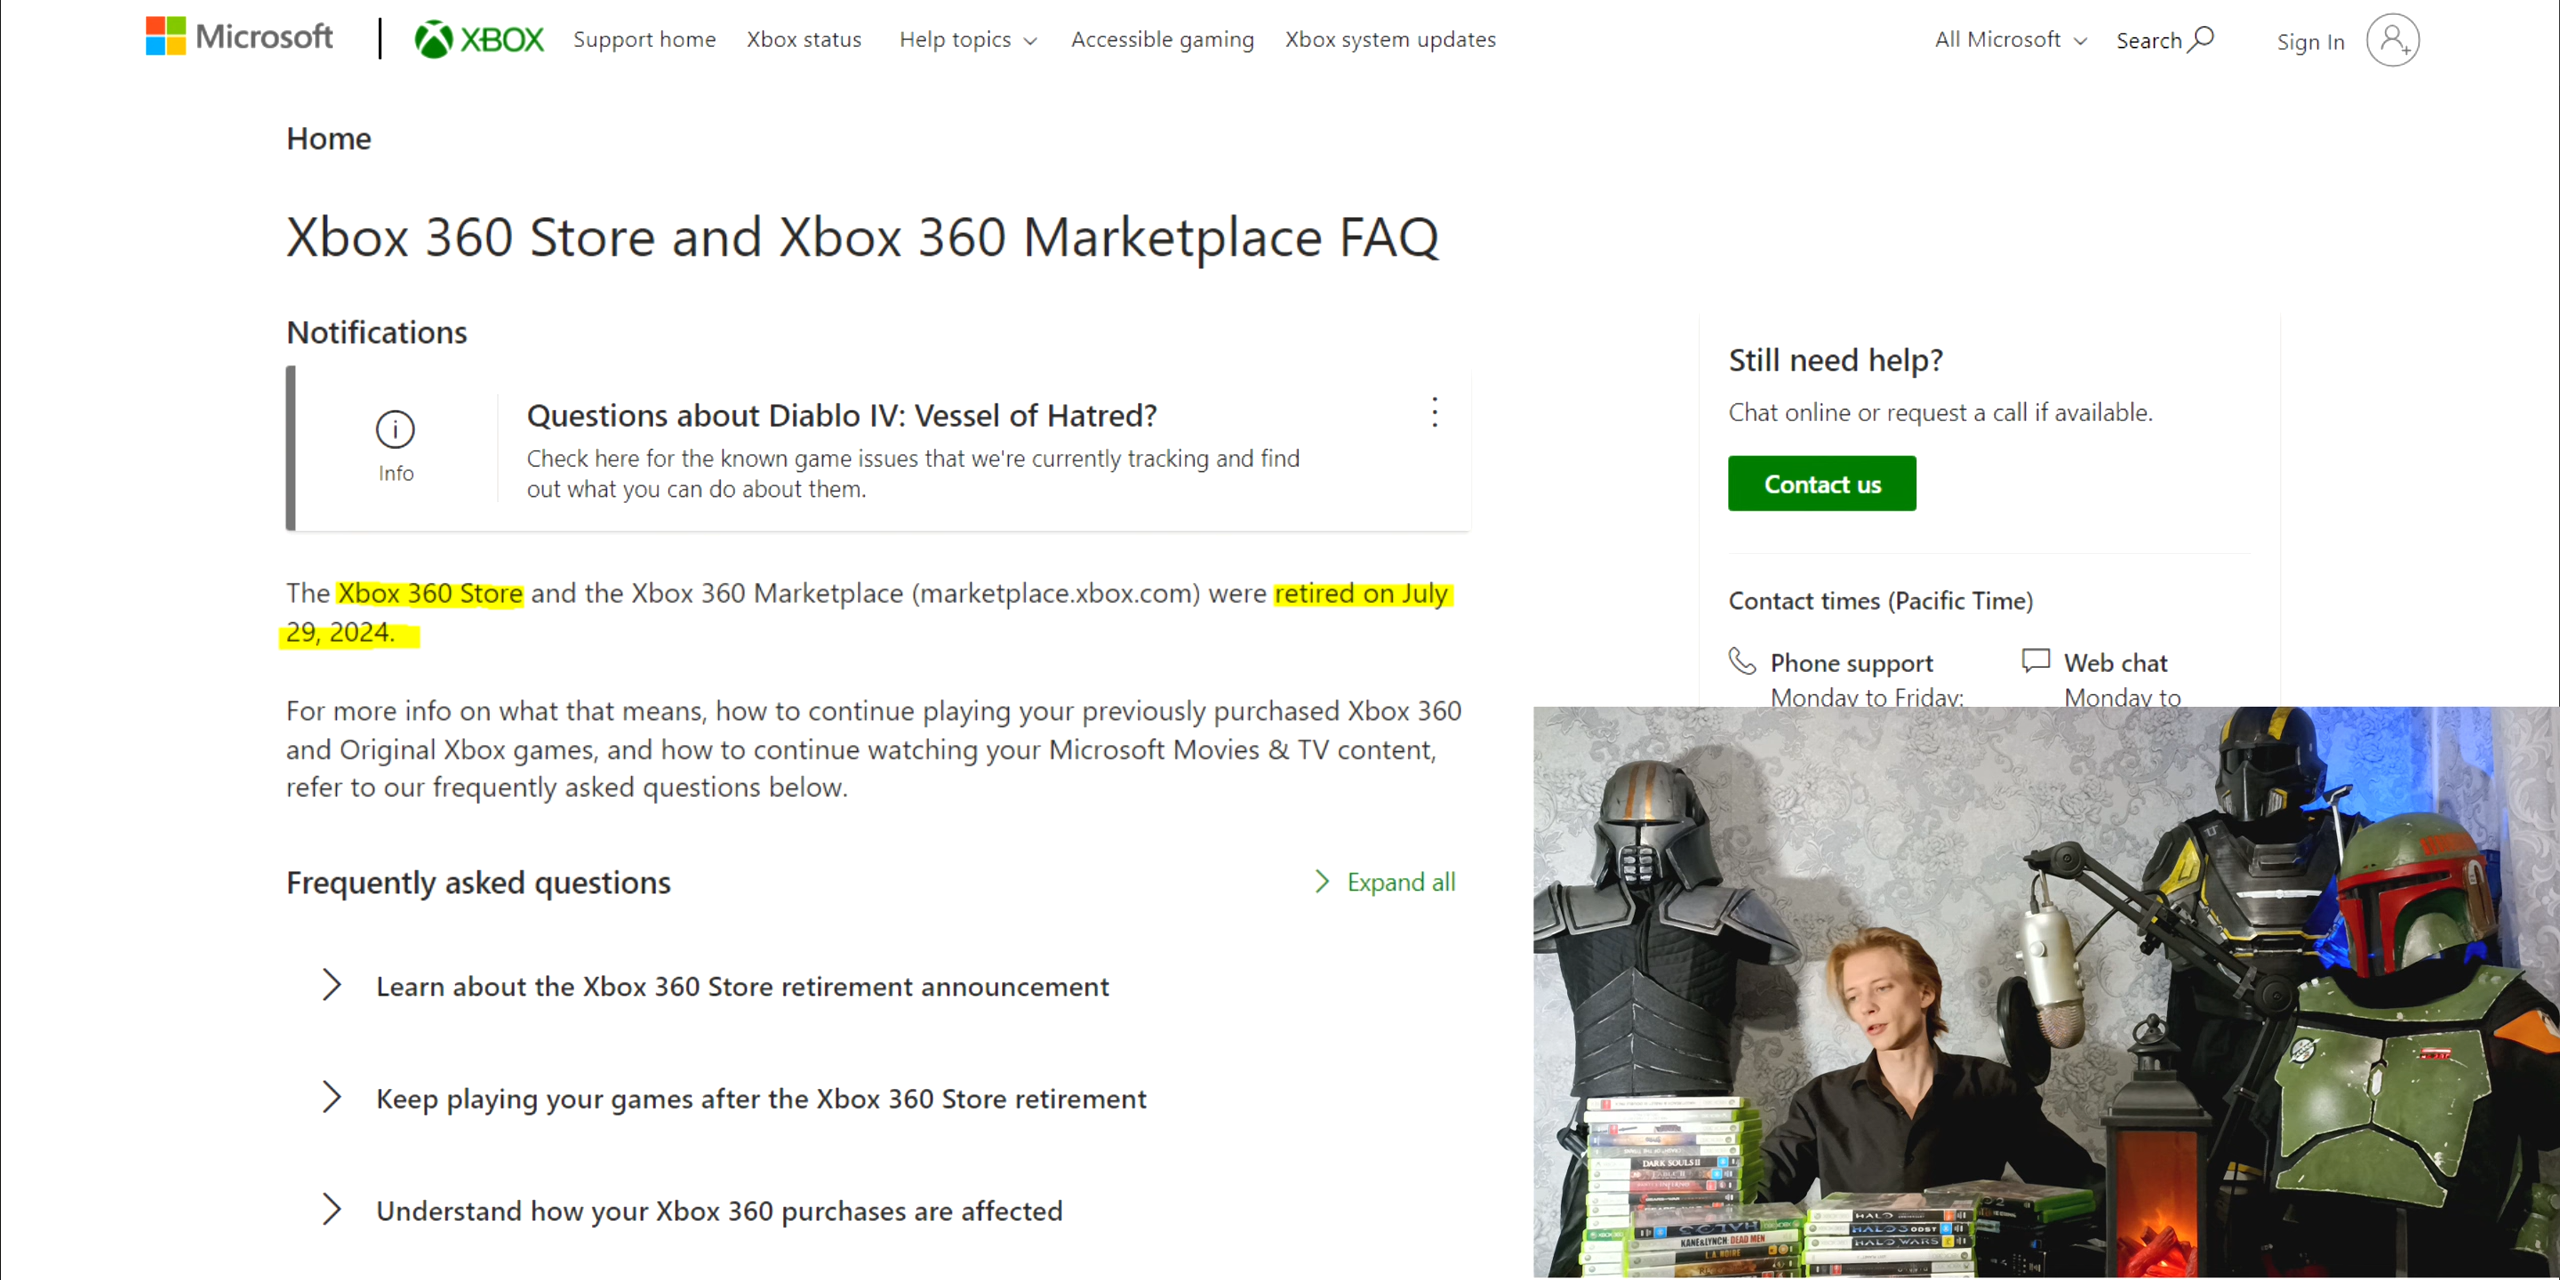 Microsoft
XBOX
Support home
Xbox status
Help topics
Accessible gaming
Xbox system updates
All Microsoft
Search
Sign In
Home
Xbox 360 Store and Xbox 360 Marketplace FAQ
Notifications
Info
Questions about Diablo IV: Vessel of Hatred?
Check here for the known game issues that we're currently tracking and find
out what you can do about them.
The Xbox 360 Store and the Xbox 360 Marketplace (marketplace.xbox.com) were retired on July
29, 2024.
For more info on what that means, how to continue playing your previously purchased Xbox 360
and Original Xbox games, and how to continue watching your Microsoft Movies & TV content,
refer to our frequently asked questions below.
Frequently asked questions
Expand all
Learn about the Xbox 360 Store retirement announcement
Keep playing your games after the Xbox 360 Store retirement
Understand how your Xbox 360 purchases are affected
Still need help?
Chat online or request a call if available.
Contact us
Contact times (Pacific Time)
Phone support
Monday to Friday:
Web chat
Monday to
DARK SOULS II
HALO 3
KANE&LYNCH: DEAD MEN
L.A. NOIRE
HALO
HALO 3 ODST
HALO WARS